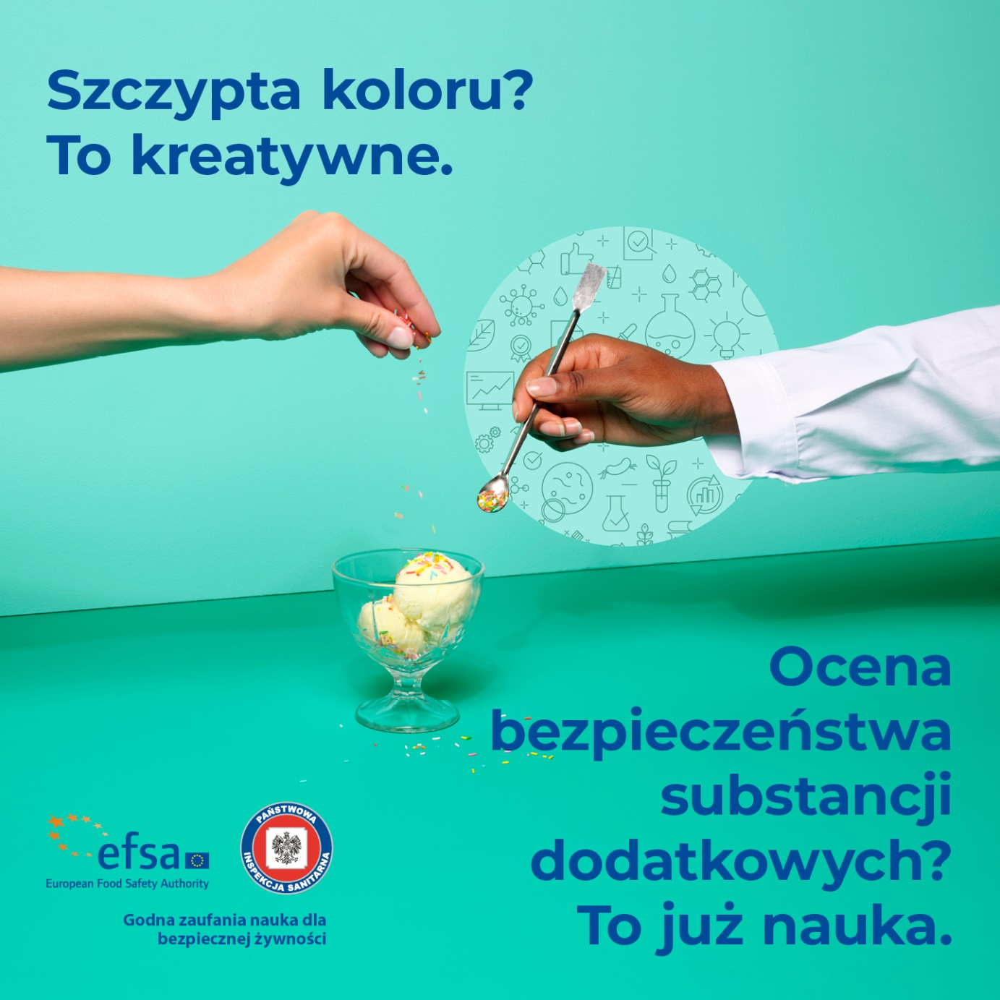 Szczypta koloru?
To kreatywne.
Ocena
bezpieczeństwa
substancji
dodatkowych?
To już nauka.
efsa
European Food Safety Authority
PAŃSTWOWA
INSPEKCJA SANITARNA
Godna zaufania nauka dla
bezpiecznej żywności